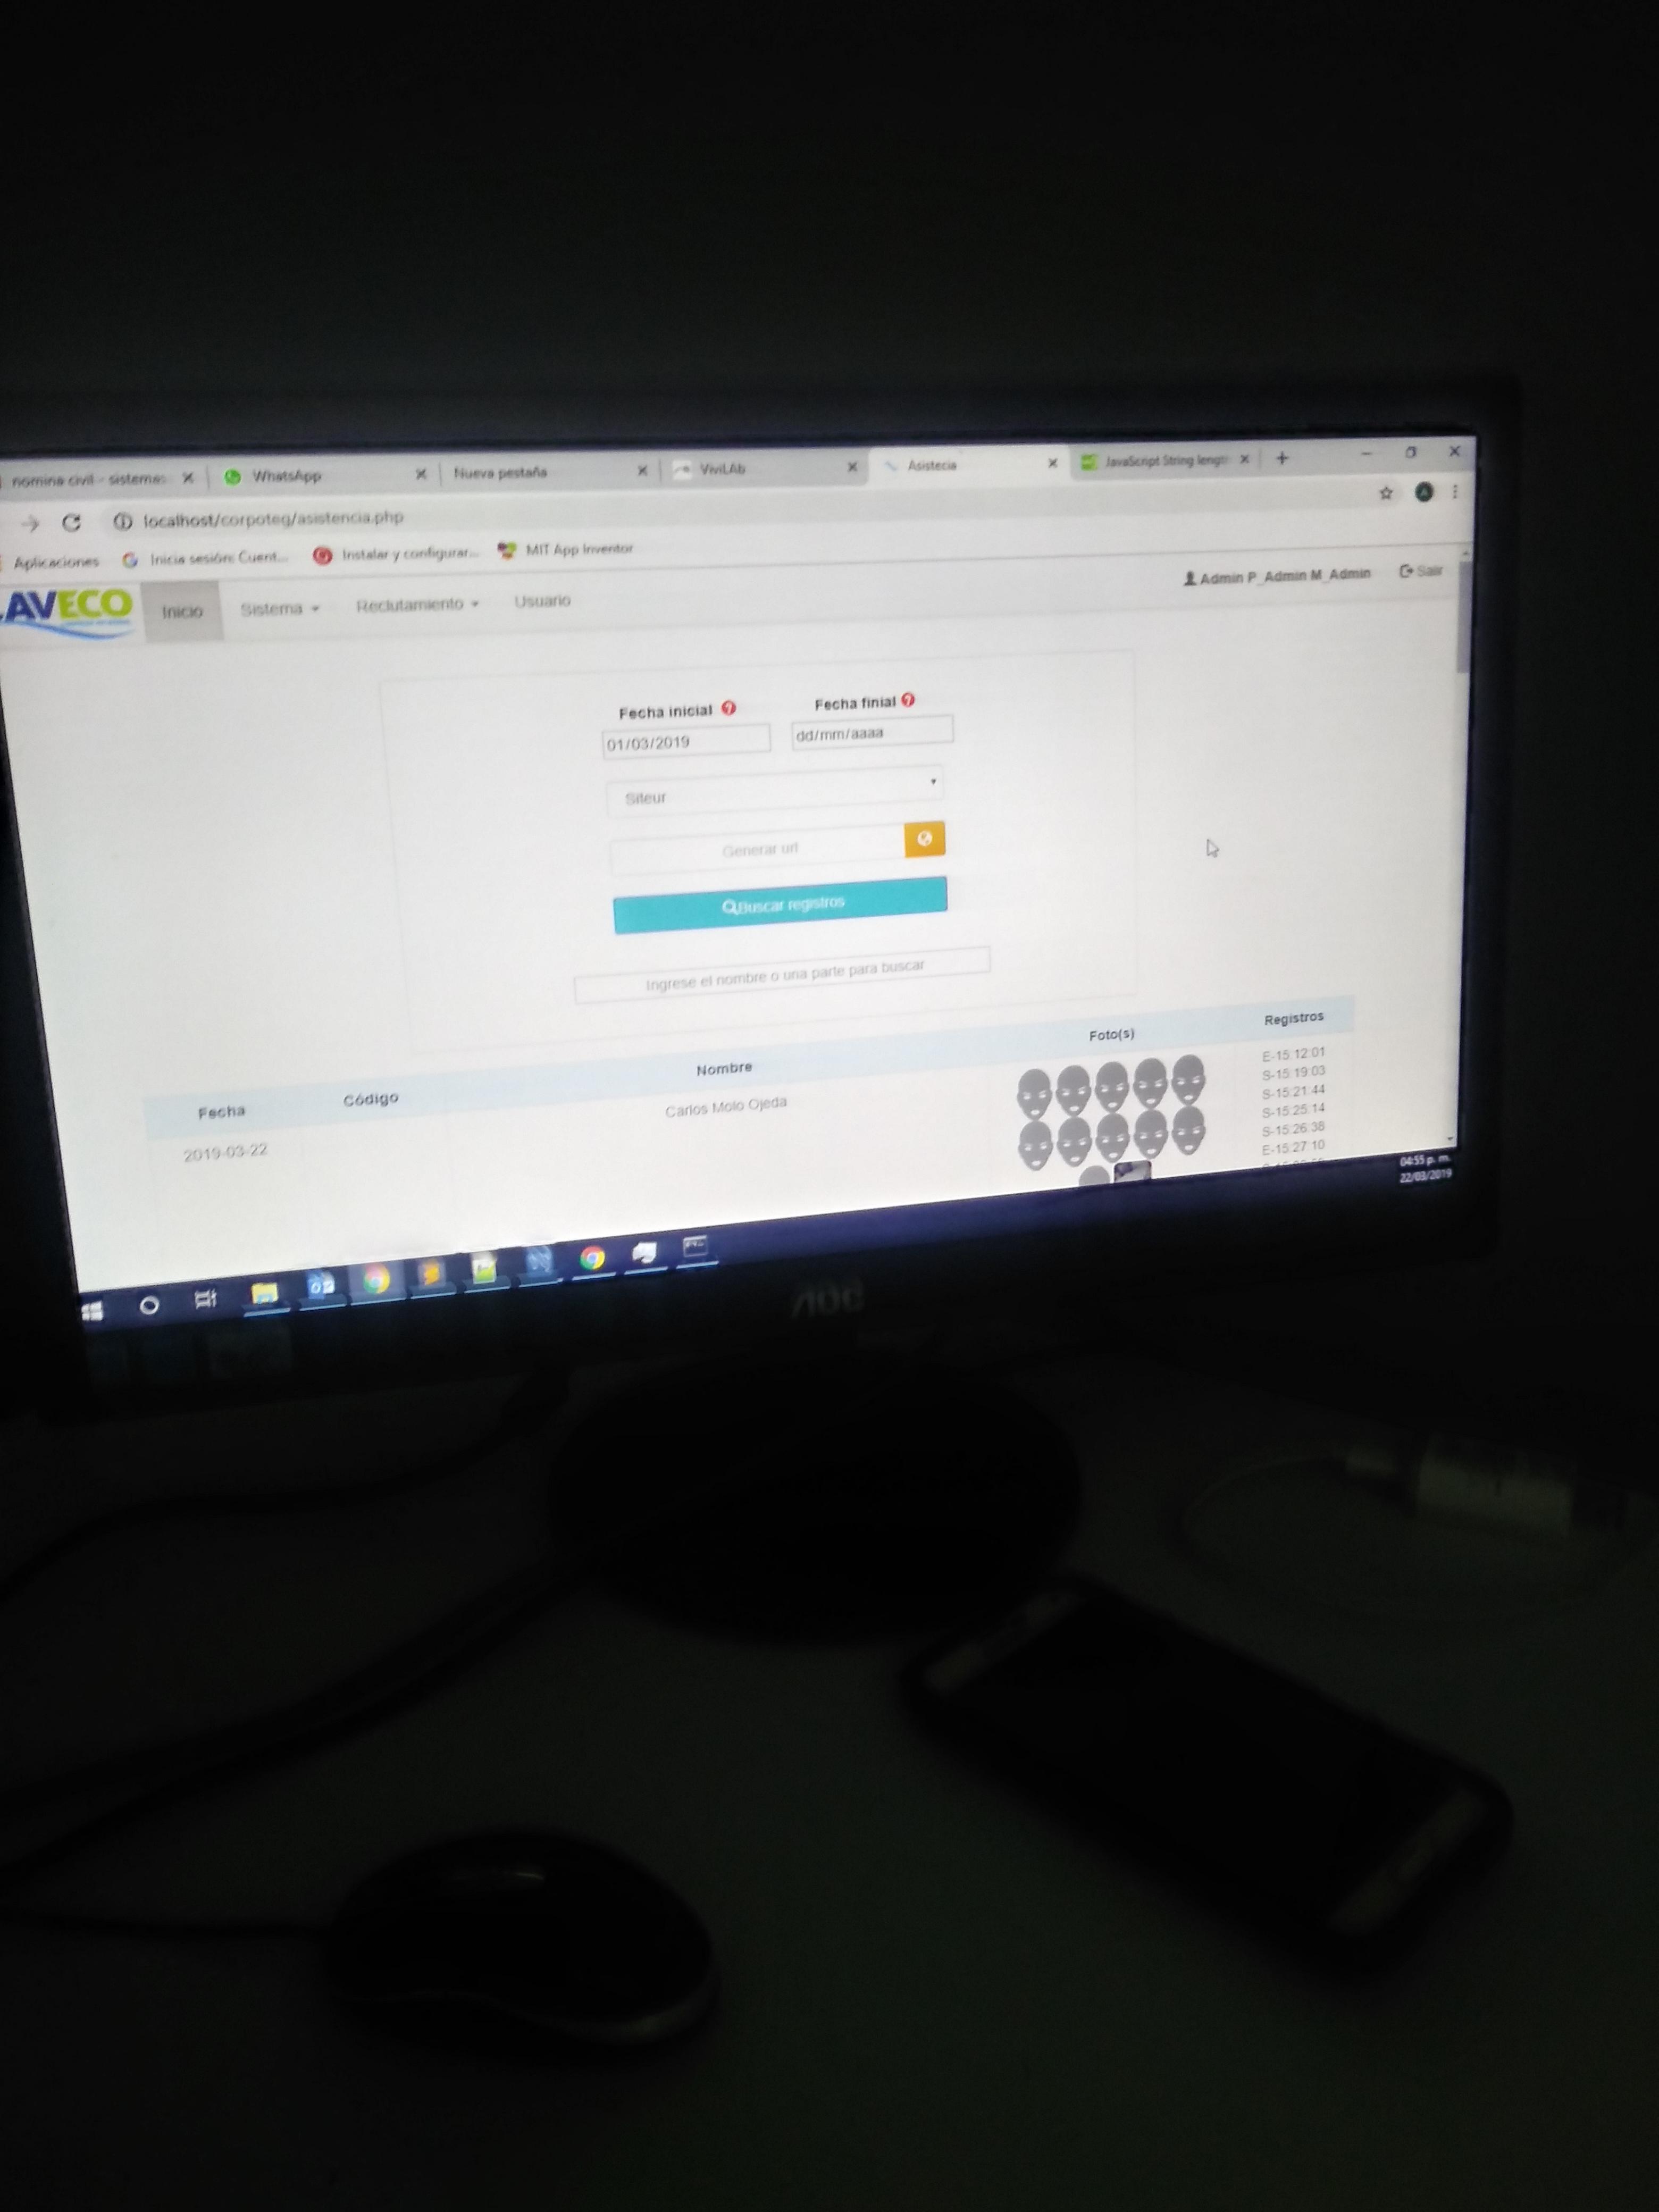 nomina civil - sistemas
WhatsApp
Nueva pestaña
ViviLAb
Asistecia
JavaScript String lengt
localhost/corpoteg/asistencia.php
Aplicaciones
Inicia sesión: Cuent...
Instalar y configurar...
MIT App Inventor
AVECO
Inicio
Sistema
Reclutamiento
Usuario
Admin P_Admin M_Admin
Salir
Fecha inicial ?
Fecha finial ?
01/03/2019
dd/mm/aaaa
Siteur
Generar url
Buscar registros
Ingrese el nombre o una parte para buscar
Fecha
Código
Nombre
Foto(s)
Registros
2019-03-22
Carlos Molo Ojeda
E-15:12:01
S-15:19:03
S-15:21:44
S-15:25:14
S-15:26:38
E-15:27:10
04:55 p. m.
22/03/2019
AOC